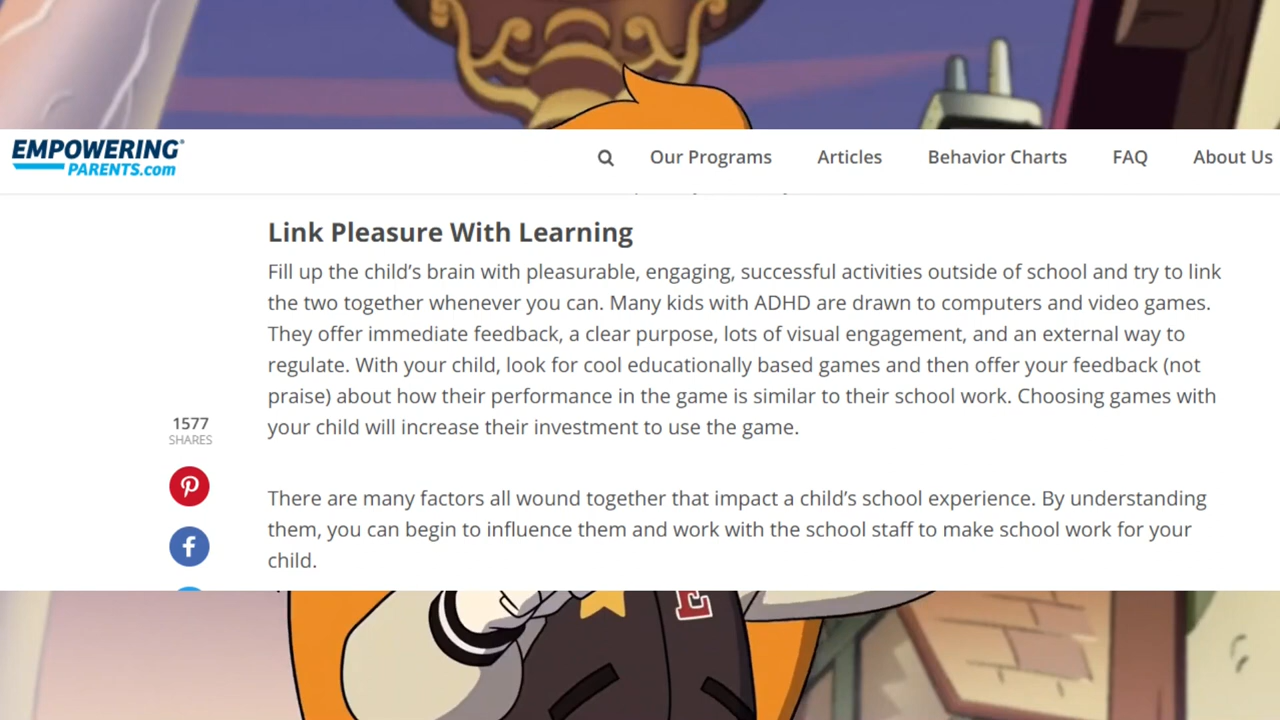 EMPOWERING
PARENTS.com
Our Programs Articles Behavior Charts FAQ About Us
Link Pleasure With Learning
Fill up the child's brain with pleasurable, engaging, successful activities outside of school and try to link
the two together whenever you can. Many kids with ADHD are drawn to computers and video games.
They offer immediate feedback, a clear purpose, lots of visual engagement, and an external way to
regulate. With your child, look for cool educationally based games and then offer your feedback (not
praise) about how their performance in the game is similar to their school work. Choosing games with
your child will increase their investment to use the game.
1577
SHARES
There are many factors all wound together that impact a child's school experience. By understanding
them, you can begin to influence them and work with the school staff to make school work for your
child.
E